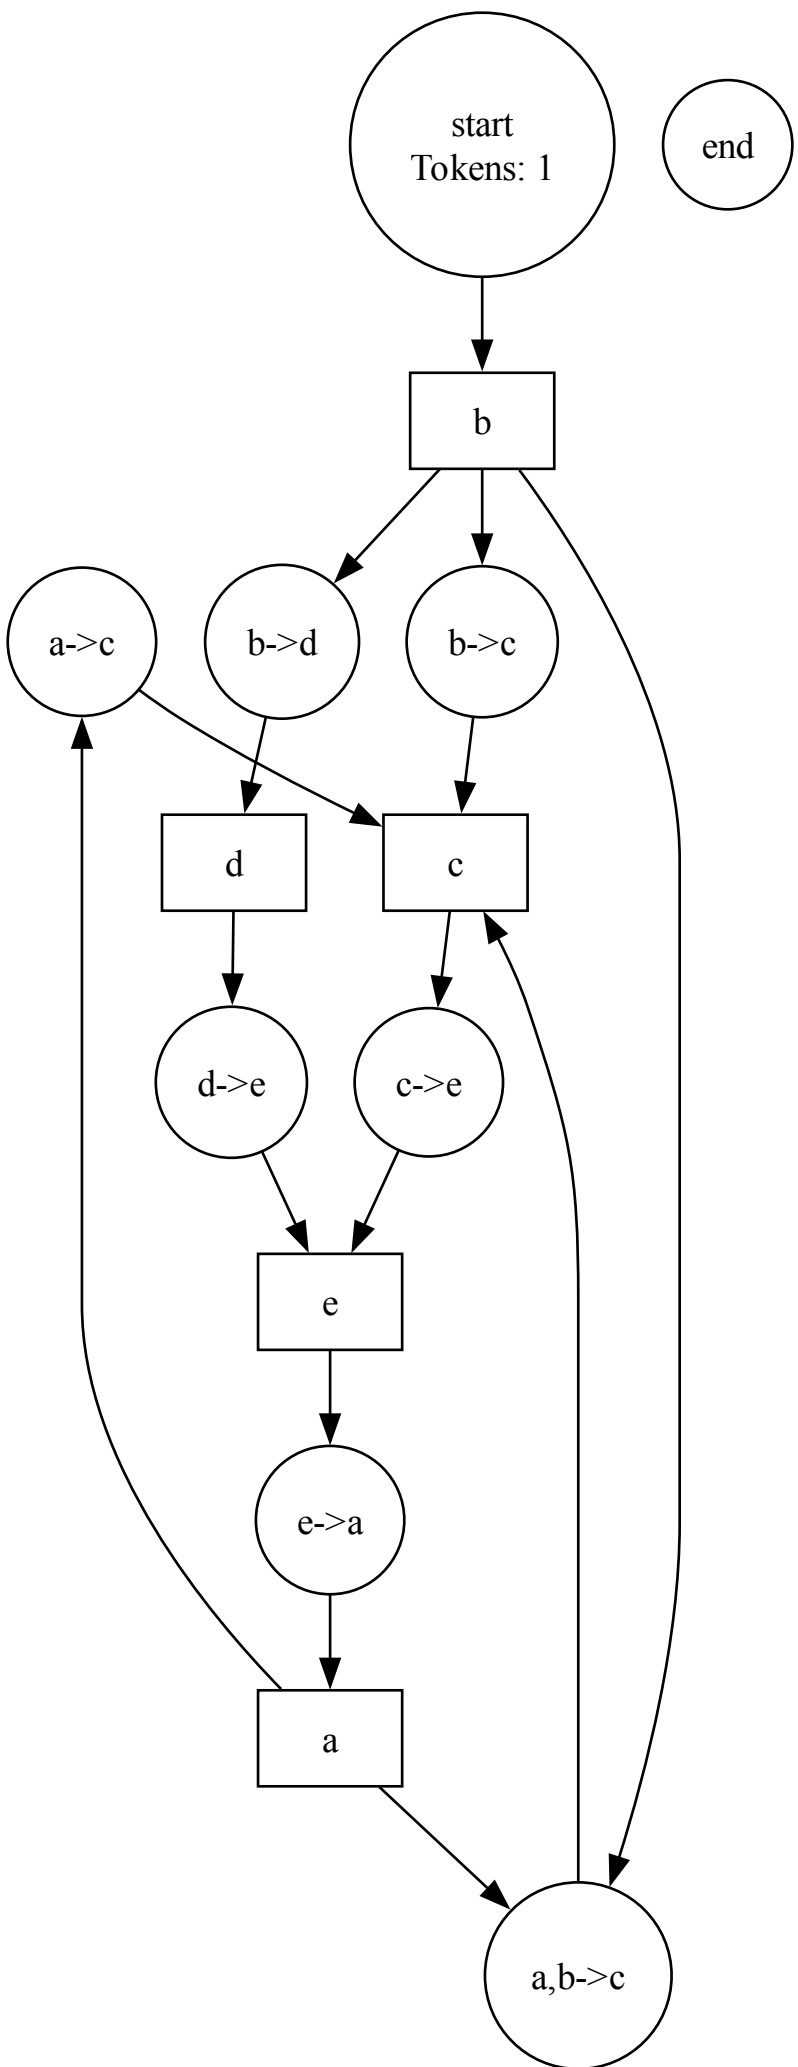 start
Tokens: 1
end
b
a->c
b->d
b->c
d
c
d->e
c->e
e
e->a
a
a,b->c